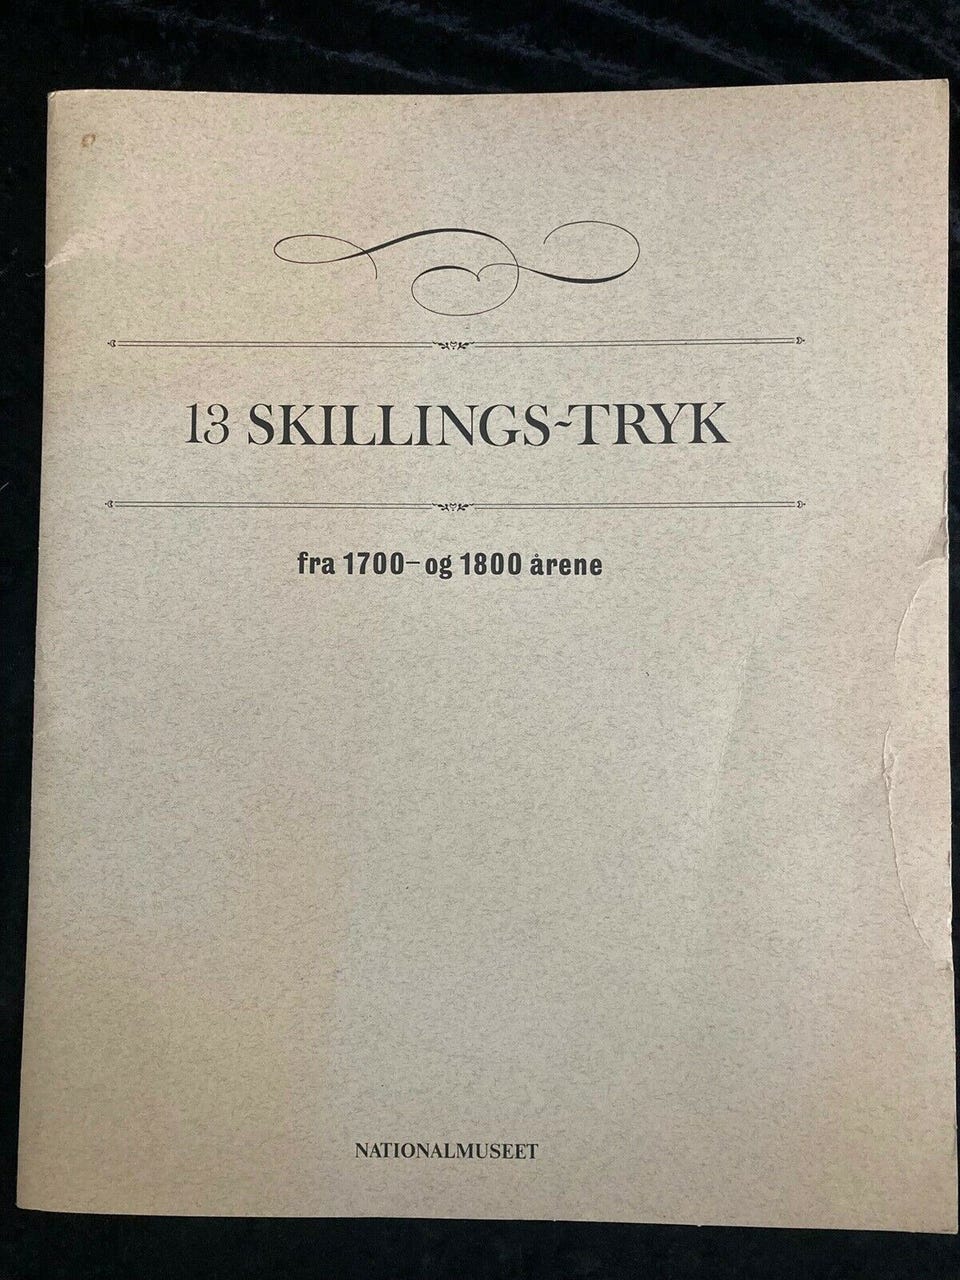 13 SKILLINGS-TRYK
fra 1700-og 1800 årene
NATIONALMUSEET